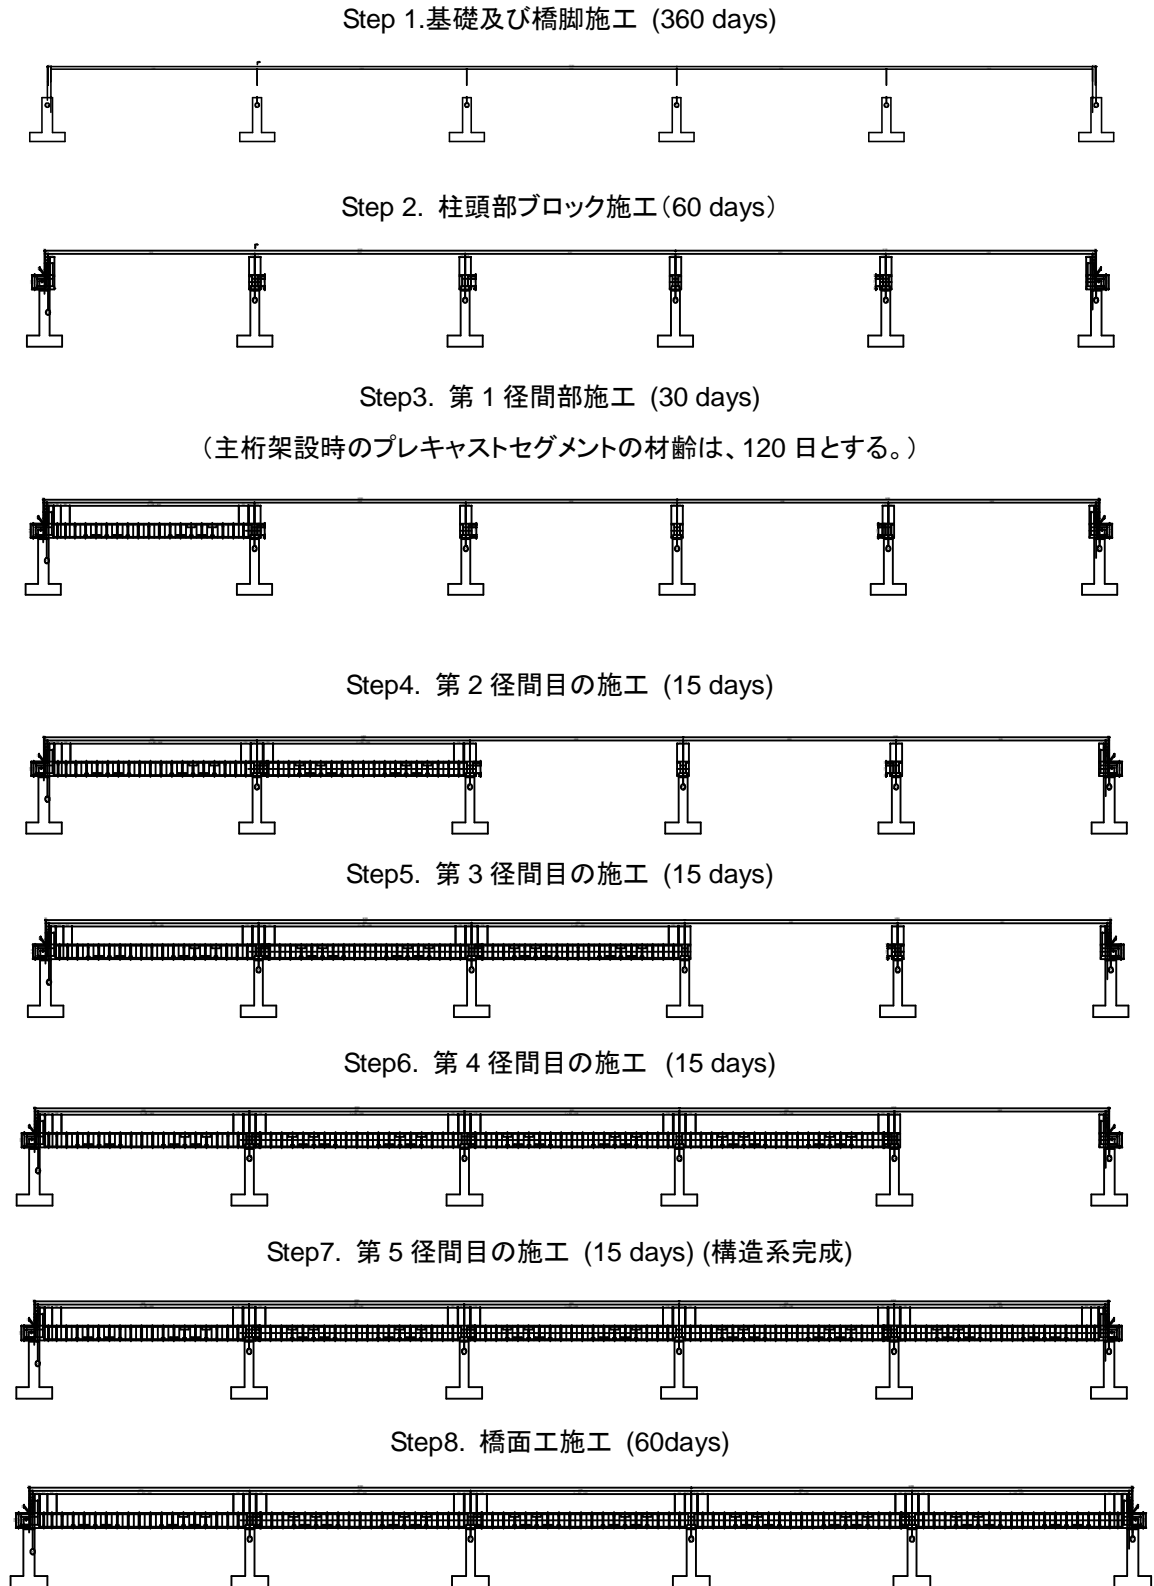 Step 1.基礎及び橋脚施工 (360 days)
Step 2. 柱頭部ブロック施工(60 days)
Step3. 第 1 径間部施工 (30 days)
(主桁架設時のプレキャストセグメントの材齢は、120 日とする。)
Step4. 第 2 径間目の施工 (15 days)
Step5. 第 3 径間目の施工 (15 days)
Step6. 第 4 径間目の施工 (15 days)
Step7. 第 5 径間目の施工 (15 days) (構造系完成)
Step8. 橋面工施工 (60days)